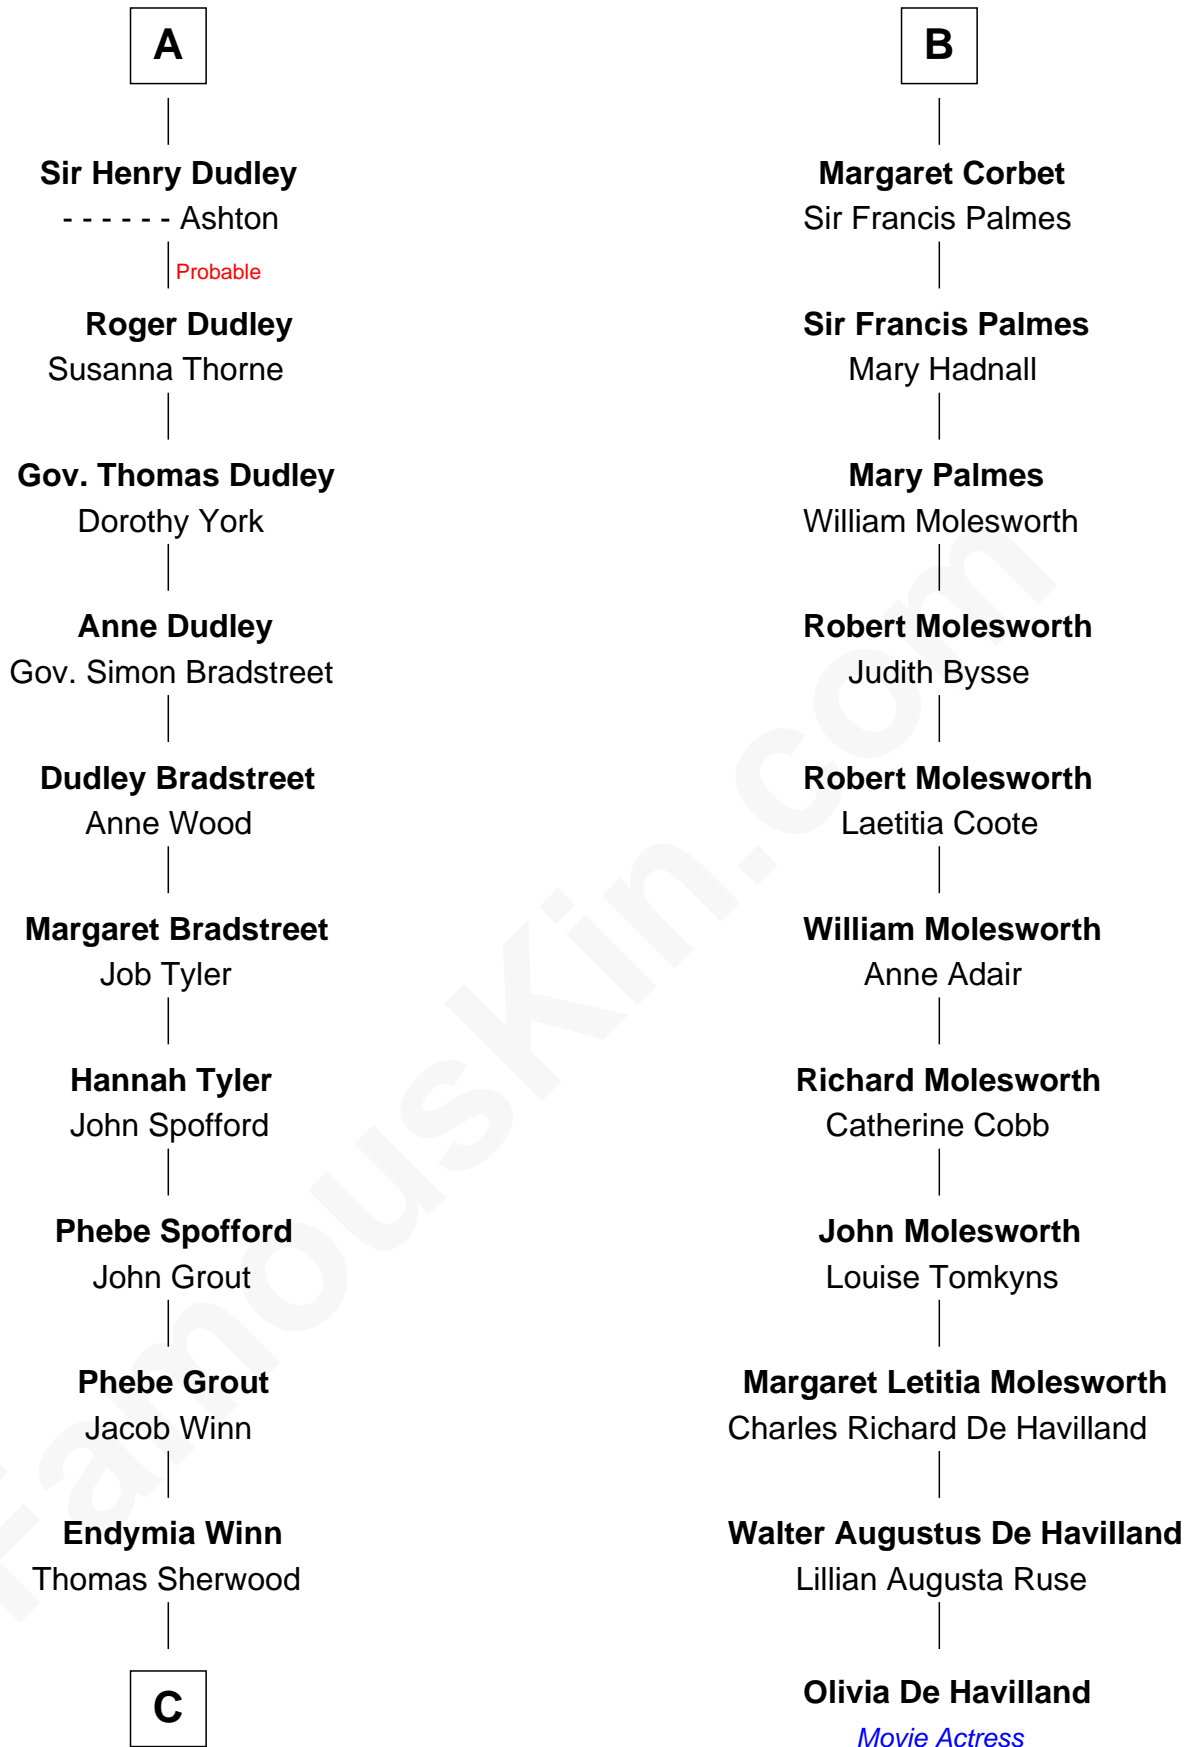 A
Sir Henry Dudley
- - - - - - Ashton
Probable
Roger Dudley
Susanna Thorne
Gov. Thomas Dudley
Dorothy York
Anne Dudley
Gov. Simon Bradstreet
Dudley Bradstreet
Anne Wood
Margaret Bradstreet
Job Tyler
Hannah Tyler
John Spofford
Phebe Spofford
John Grout
Phebe Grout
Jacob Winn
Endymia Winn
Thomas Sherwood
C
B
Margaret Corbet
Sir Francis Palmes
Sir Francis Palmes
Mary Hadnall
Mary Palmes
William Molesworth
Robert Molesworth
Judith Bysse
Robert Molesworth
Laetitia Coote
William Molesworth
Anne Adair
Richard Molesworth
Catherine Cobb
John Molesworth
Louise Tomkyns
Margaret Letitia Molesworth
Charles Richard De Havilland
Walter Augustus De Havilland
Lillian Augusta Ruse
Olivia De Havilland
Movie Actress
FamousKin.com